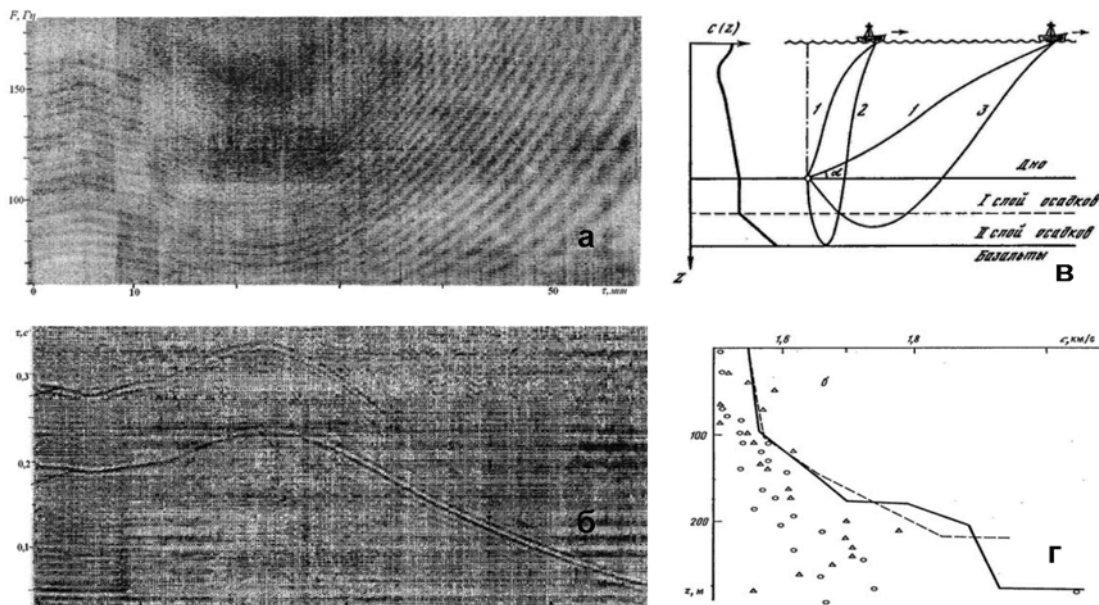 F, Гц
150
100
0
10
50
τ, мин
а
τ, с
0,3
0,2
0,1
б
c(z)
1
2
1
3
α
Дно
I слой осадков
II слой осадков
Базальты
z
в
1,6
1,8
c, км/с
б
100
200
z, м
г